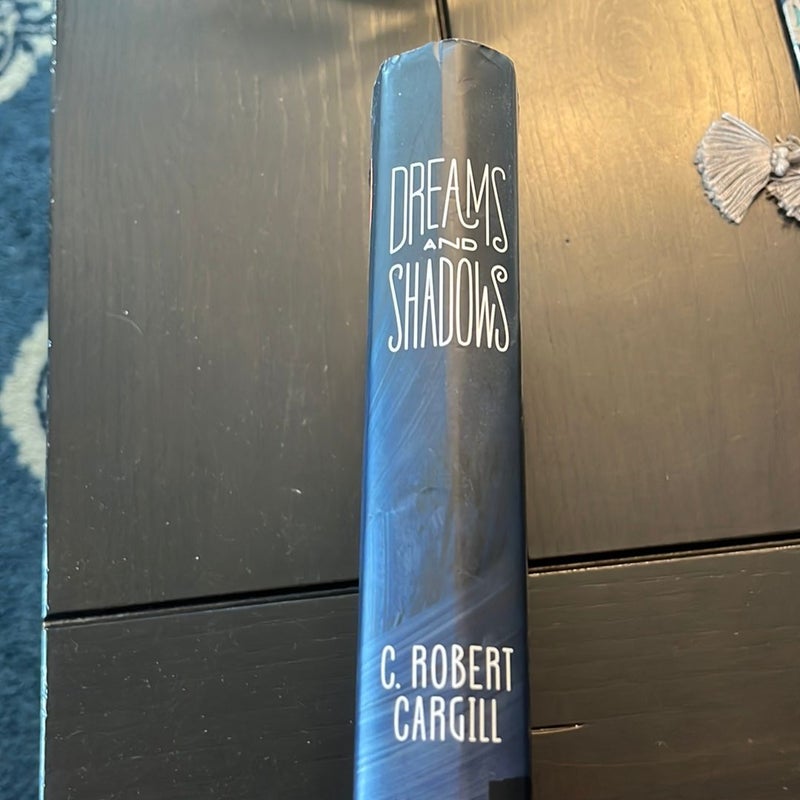 DREAMS
AND
SHADOWS
C. ROBERT
CARGILL